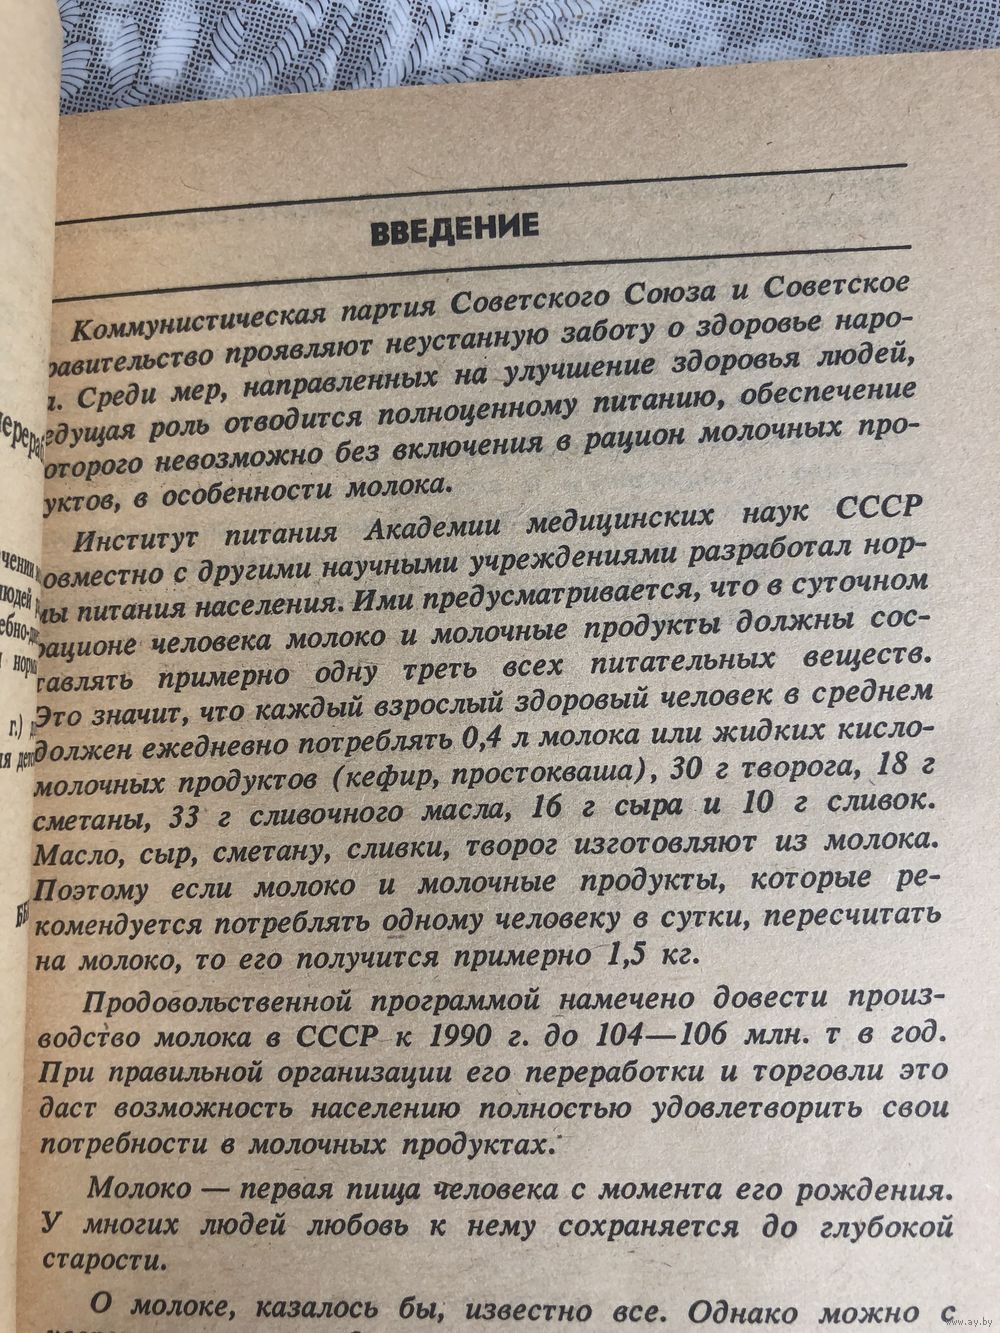 ВВЕДЕНИЕ
Коммунистическая партия Советского Союза и Советское
равительство проявляют неустанную заботу о здоровье наро-
а. Среди мер, направленных на улучшение здоровья людей,
едущая роль отводится полноценному питанию, обеспечение
оторого невозможно без включения в рацион молочных про-
уктов, в особенности молока.
Институт питания Академии медицинских наук СССР
овместно с другими научными учреждениями разработал нор-
мы питания населения. Ими предусматривается, что в суточном
рационе человека молоко и молочные продукты должны сос-
тавлять примерно одну треть всех питательных веществ.
Это значит, что каждый взрослый здоровый человек в среднем
должен ежедневно потреблять 0,4 л молока или жидких кисло-
молочных продуктов (кефир, простокваша), 30 г творога, 18 г
сметаны, 33 г сливочного масла, 16 г сыра и 10 г сливок.
Масло, сыр, сметану, сливки, творог изготовляют из молока.
Поэтому если молоко и молочные продукты, которые ре-
комендуется потреблять одному человеку в сутки, пересчитать
на молоко, то его получится примерно 1,5 кг.
Продовольственной программой намечено довести произ-
водство молока в СССР к 1990 г. до 104—106 млн. т в год.
При правильной организации его переработки и торговли это
даст возможность населению полностью удовлетворить свои
потребности в молочных продуктах.
Молоко — первая пища человека с момента его рождения.
У многих людей любовь к нему сохраняется до глубокой
старости.
О молоке, казалось бы, известно все. Однако можно с
www.ay.by